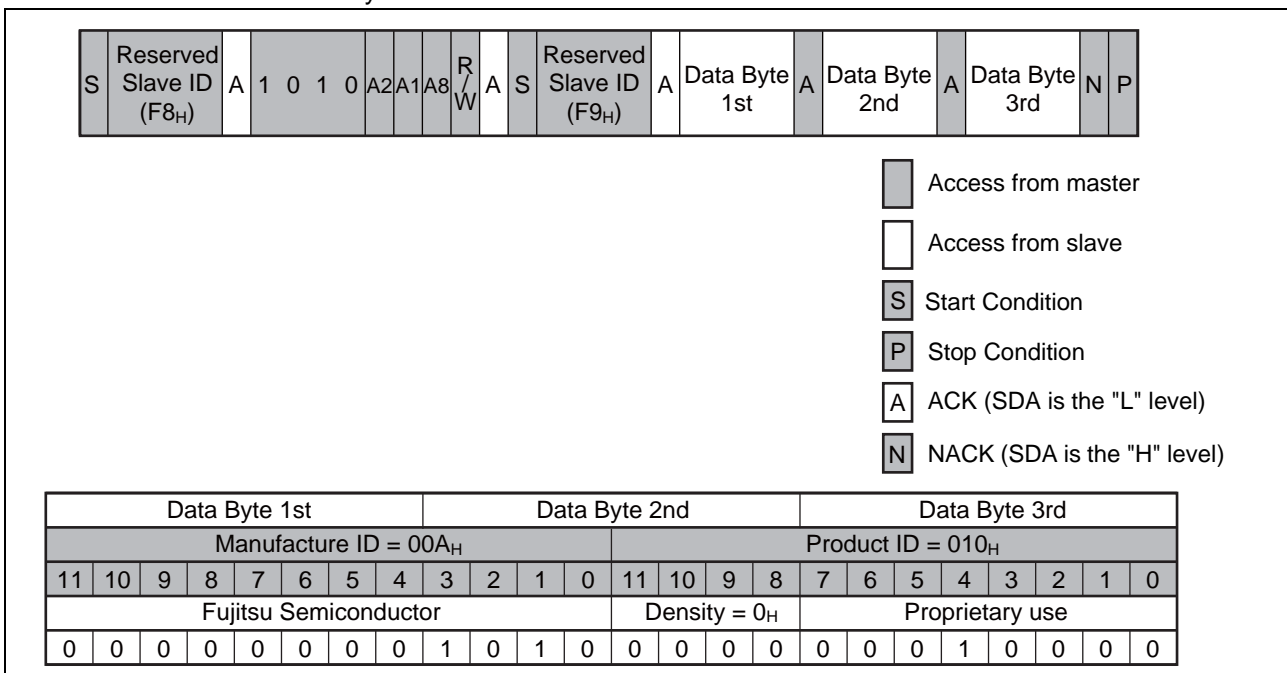 S Reserved Slave ID (F8H) A 1 0 1 0 A2 A1 A8 R/W A S Reserved Slave ID (F9H) A Data Byte 1st A Data Byte 2nd A Data Byte 3rd N P
Access from master
Access from slave
S Start Condition
P Stop Condition
A ACK (SDA is the "L" level)
N NACK (SDA is the "H" level)
Data Byte 1st Data Byte 2nd Data Byte 3rd
Manufacture ID = 00AH Product ID = 010H
11 10 9 8 7 6 5 4 3 2 1 0 11 10 9 8 7 6 5 4 3 2 1 0
Fujitsu Semiconductor Density = 0H Proprietary use
0 0 0 0 0 0 0 0 1 0 1 0 0 0 0 0 0 0 0 1 0 0 0 0